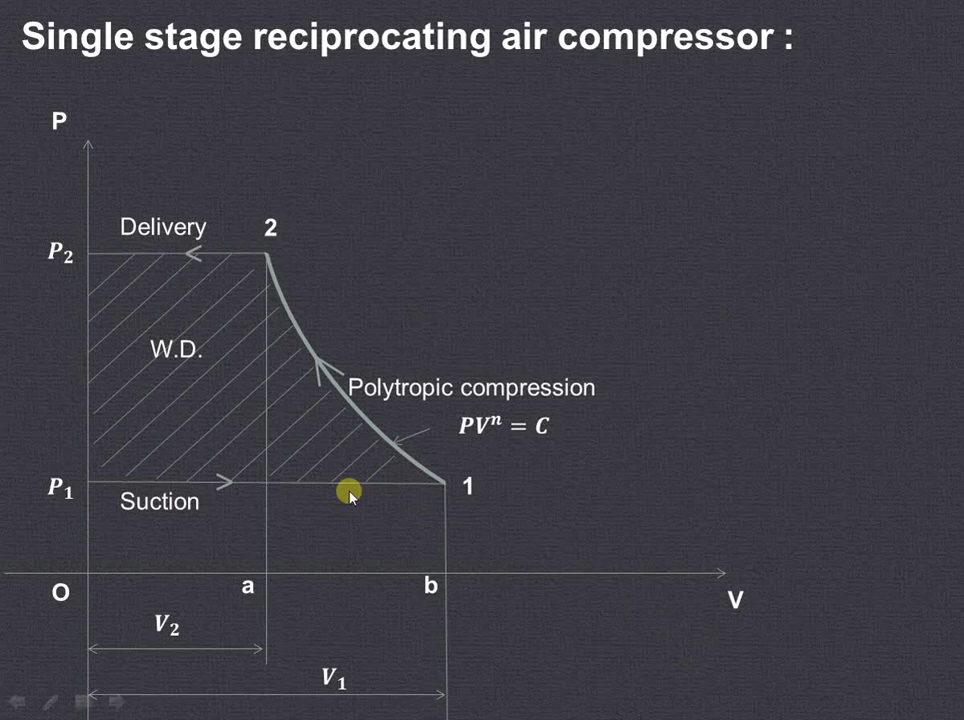 Single stage reciprocating air compressor :
P
Delivery
2
P₂
W.D.
Polytropic compression
PVⁿ = C
P₁
1
Suction
O
a
b
V
V₂
V₁